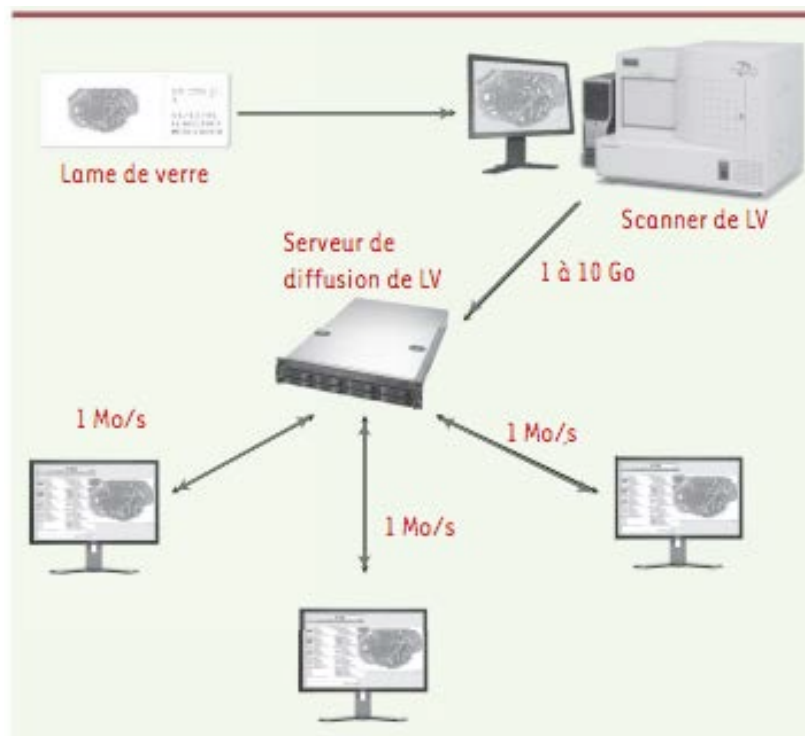 Lame de verre
Scanner de LV
Serveur de
diffusion de LV
1 à 10 Go
1 Mo/s
1 Mo/s
1 Mo/s